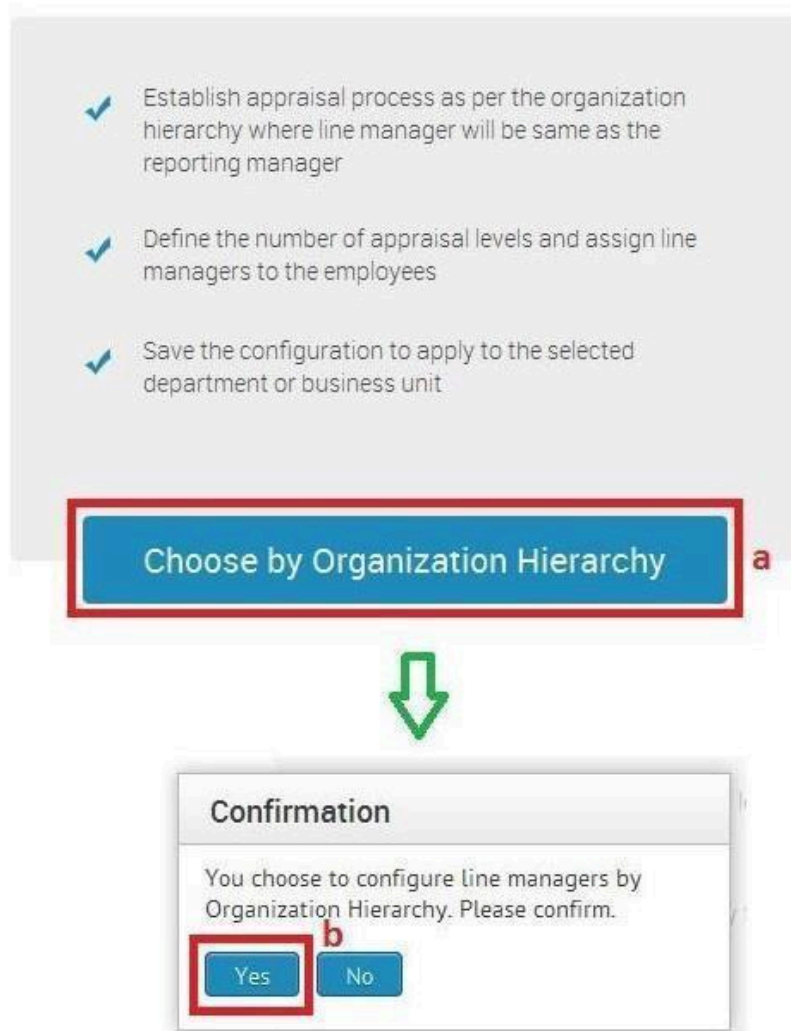 Establish appraisal process as per the organization
hierarchy where line manager will be same as the
reporting manager
Define the number of appraisal levels and assign line
managers to the employees
Save the configuration to apply to the selected
department or business unit
Choose by Organization Hierarchy
a
Confirmation
You choose to configure line managers by
Organization Hierarchy. Please confirm.
b
Yes No